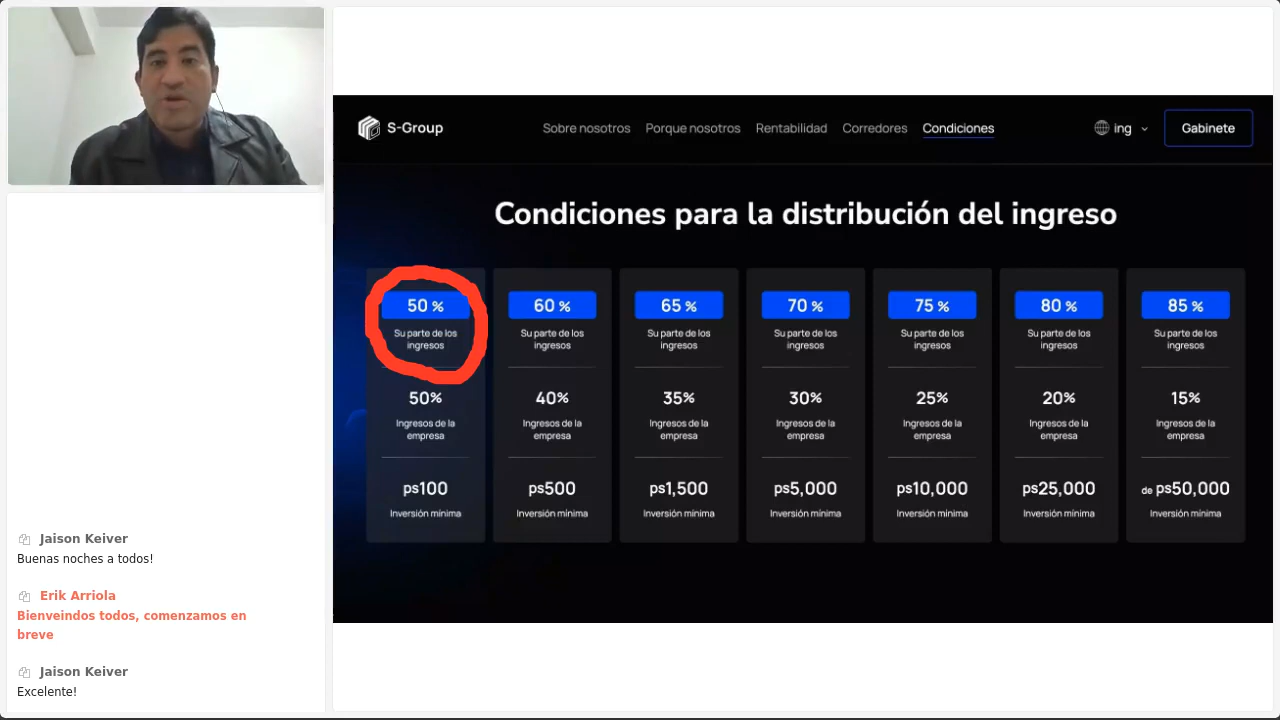 S-Group
Sobre nosotros Porque nosotros Rentabilidad Corredores Condiciones
ing
Gabinete
Condiciones para la distribución del ingreso
50 %
Su parte de los
ingresos
50%
Ingresos de la
empresa
ps100
Inversión mínima
60 %
Su parte de los
ingresos
40%
Ingresos de la
empresa
ps500
Inversión mínima
65 %
Su parte de los
ingresos
35%
Ingresos de la
empresa
ps1,500
Inversión mínima
70 %
Su parte de los
ingresos
30%
Ingresos de la
empresa
ps5,000
Inversión mínima
75 %
Su parte de los
ingresos
25%
Ingresos de la
empresa
ps10,000
Inversión mínima
80 %
Su parte de los
ingresos
20%
Ingresos de la
empresa
ps25,000
Inversión mínima
85 %
Su parte de los
ingresos
15%
Ingresos de la
empresa
de ps50,000
Inversión mínima
Jaison Keiver
Buenas noches a todos!
Erik Arriola
Bienveindos todos, comenzamos en
breve
Jaison Keiver
Excelente!